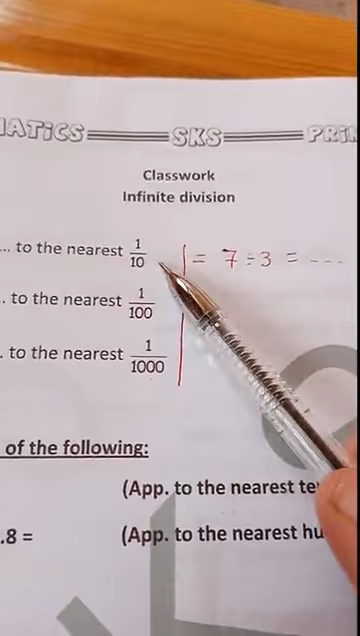 MATICS SKS PRI
Classwork
Infinite division
... to the nearest 1/10 = 7 ÷ 3 = ....
. to the nearest 1/100
. to the nearest 1/1000
of the following:
(App. to the nearest te
.8 = (App. to the nearest hu